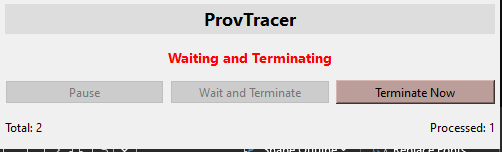 ProvTracer
Waiting and Terminating
Pause Wait and Terminate Terminate Now
Total: 2 Processed: 1